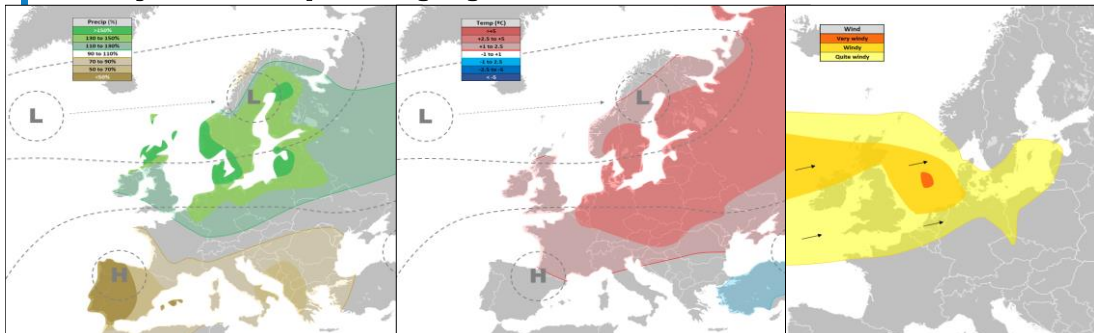 Precip (%)
>150%
130 to 150%
110 to 130%
90 to 110%
70 to 90%
50 to 70%
<50%
L
L
H
Temp (ºC)
>+5
+2.5 to +5
+1 to 2.5
-1 to +1
-1 to 2.5
-2.5 to -5
< -5
L
L
H
Wind
Very windy
Windy
Quite windy